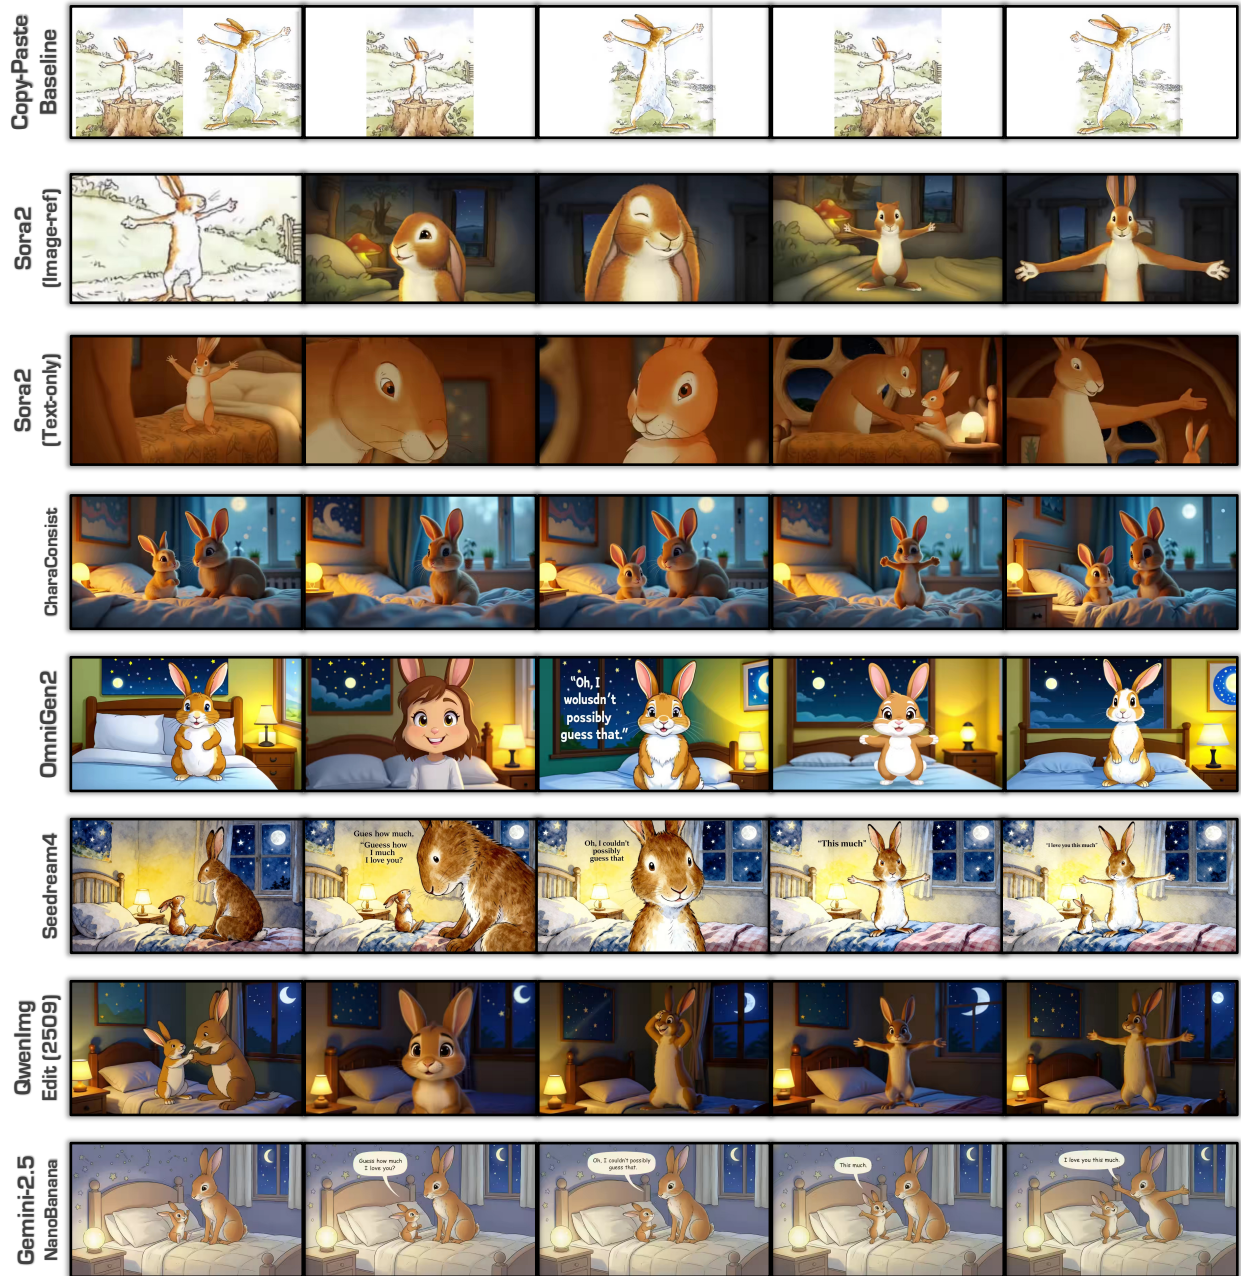 Copy-Paste
Baseline
Sora2
(Image-ref)
Sora2
(Text-only)
CharaConsist
OmniGen2
"Oh, I
wolusdn't
possibly
guess that."
Seedream4
Gues how much,
"Gueess how
I much
I love you?
Oh, I couldn't
possibly
guess that
"This much"
"I love you this much"
QwenImg
Edit (2509)
Gemini-2.5
NanoBanana
Guess how much
I love you?
Oh, I couldn't possibly
guess that.
This much.
I love you this much.